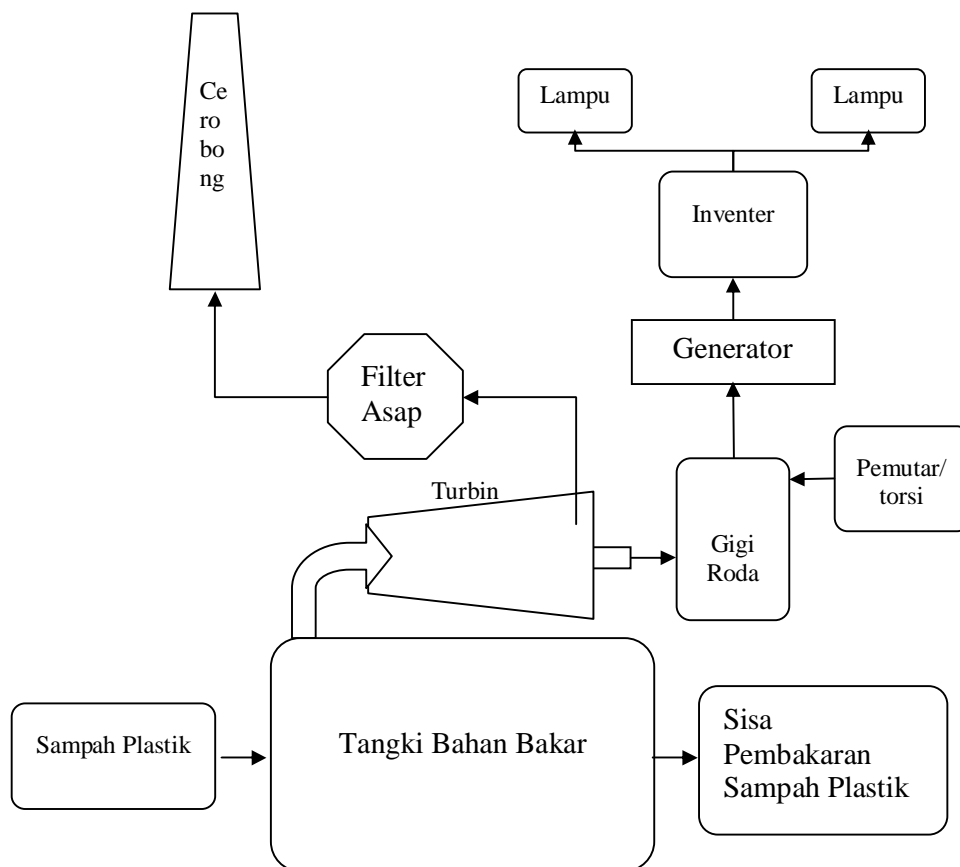 Ce
ro
bo
ng
Lampu
Lampu
Inventer
Generator
Filter
Asap
Pemutar/
torsi
Turbin
Gigi
Roda
Sampah Plastik
Tangki Bahan Bakar
Sisa
Pembakaran
Sampah Plastik